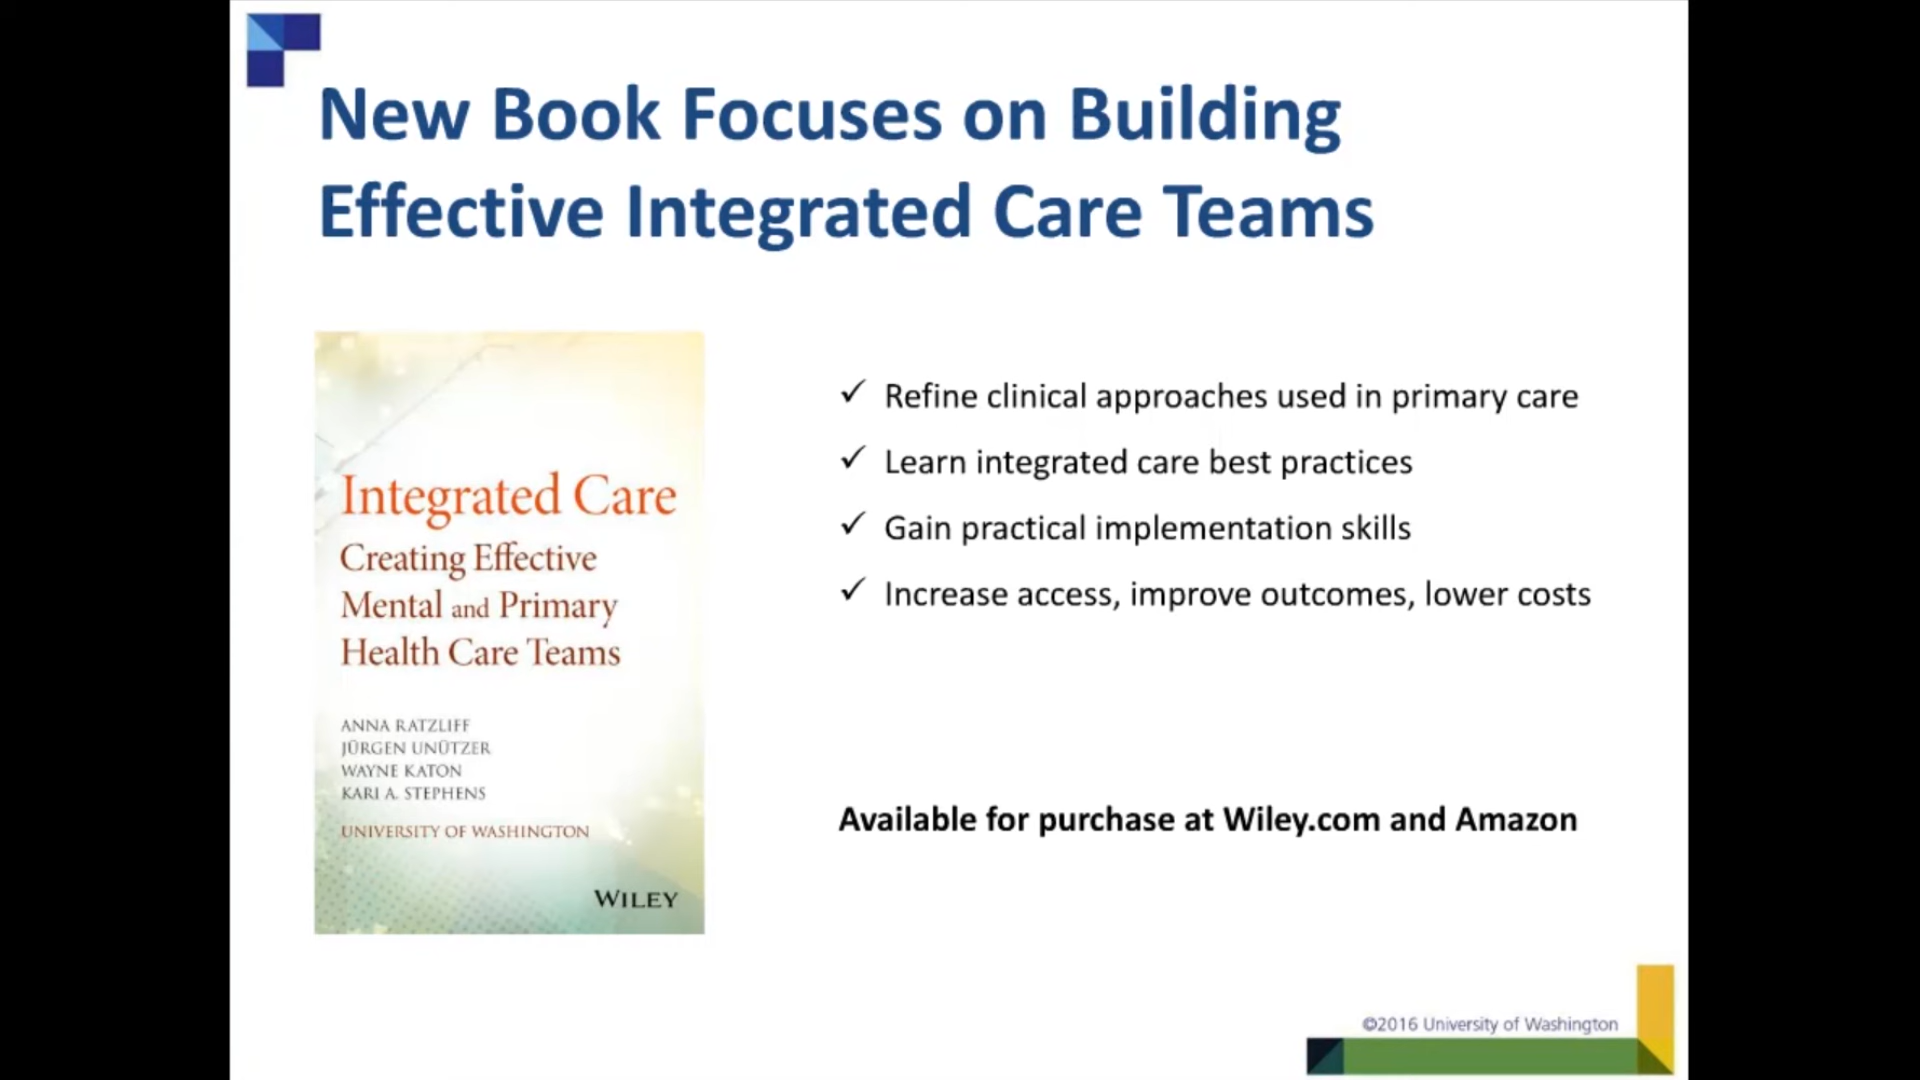 New Book Focuses on Building
Effective Integrated Care Teams
Integrated Care
Creating Effective
Mental and Primary
Health Care Teams
ANNA RATZLIFF
JÜRGEN UNÜTZER
WAYNE KATON
KARI A. STEPHENS
UNIVERSITY OF WASHINGTON
WILEY
✓ Refine clinical approaches used in primary care
✓ Learn integrated care best practices
✓ Gain practical implementation skills
✓ Increase access, improve outcomes, lower costs
Available for purchase at Wiley.com and Amazon
©2016 University of Washington